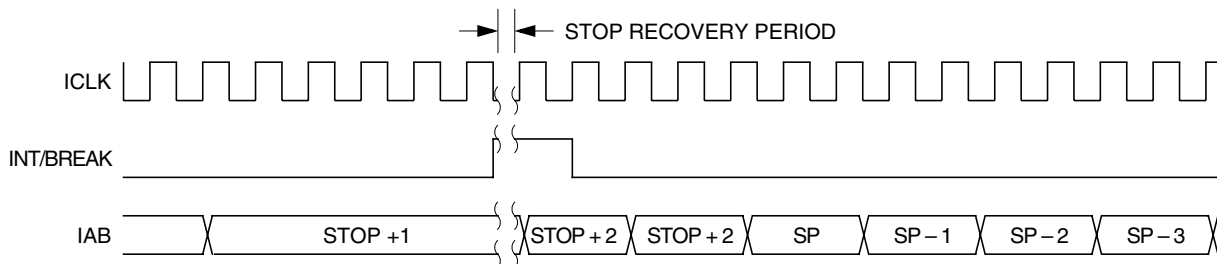 STOP RECOVERY PERIOD
ICLK
INT/BREAK
IAB STOP +1 STOP + 2 STOP + 2 SP SP – 1 SP – 2 SP – 3